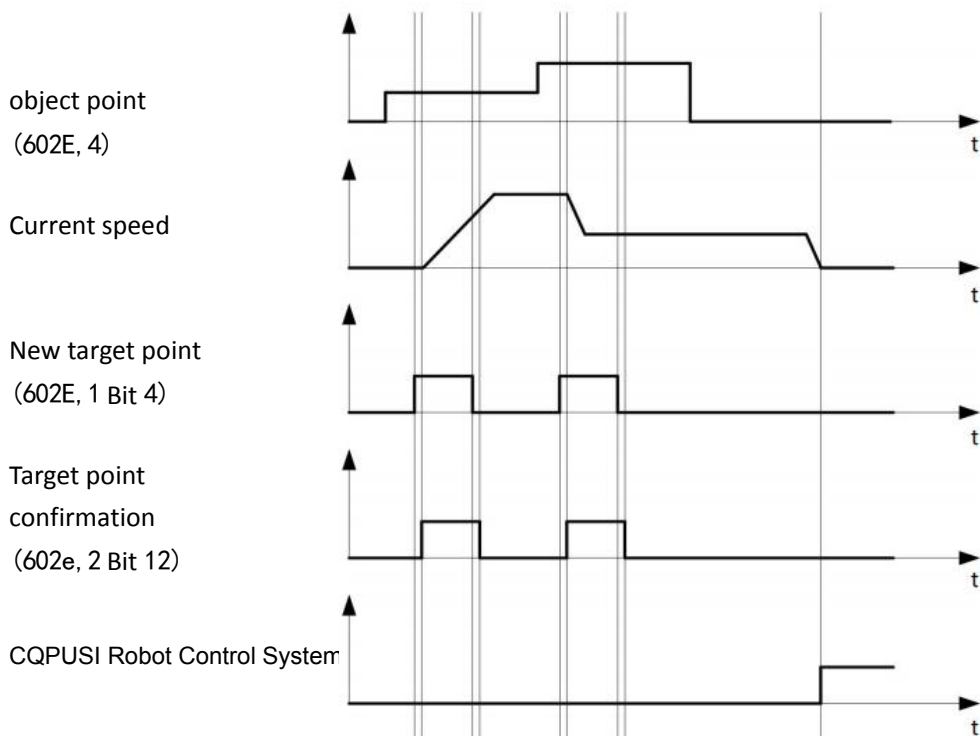 object point
(602E, 4)
t
Current speed
t
New target point
(602E, 1 Bit 4)
t
Target point
confirmation
(602e, 2 Bit 12)
t
CQPUSI Robot Control System
t